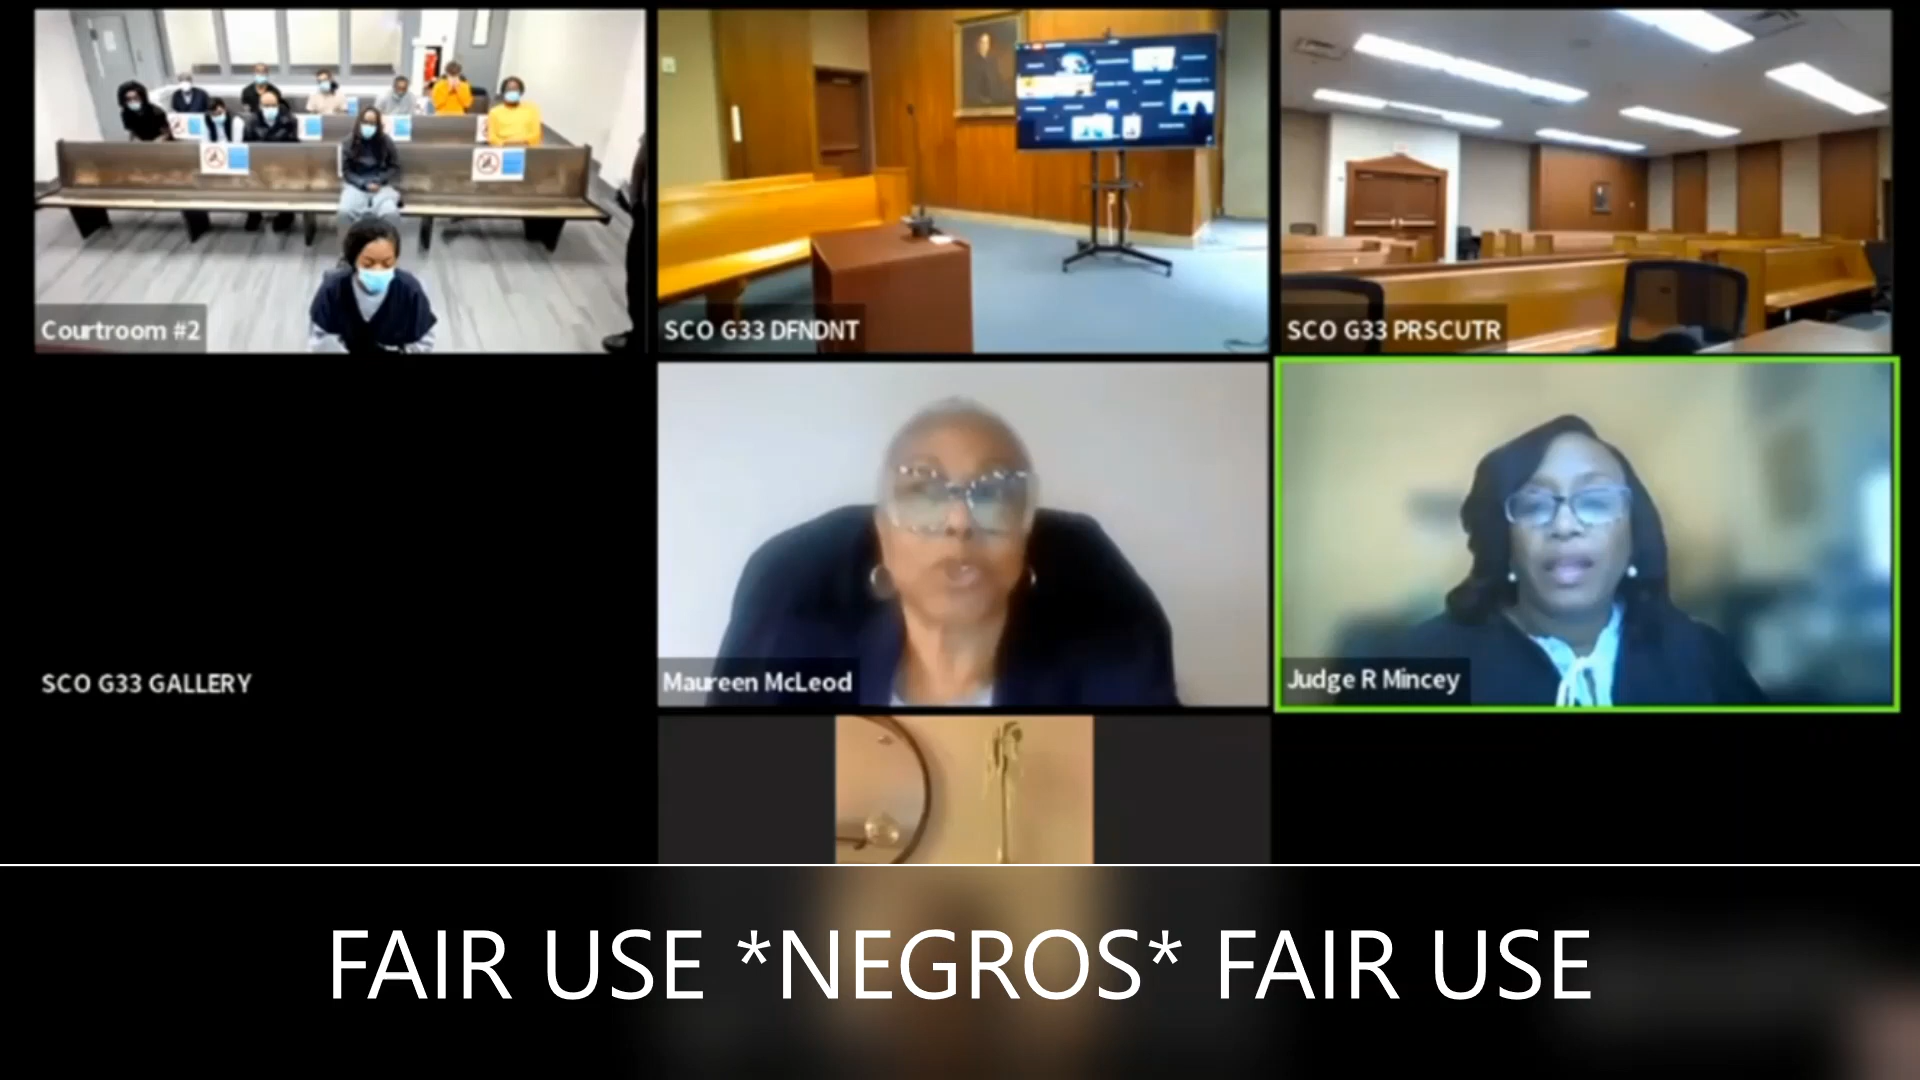 Courtroom #2
SCO G33 DFNDNT
SCO G33 PRSCUTR
SCO G33 GALLERY
Maureen McLeod
Judge R Mincey
FAIR USE *NEGROS* FAIR USE